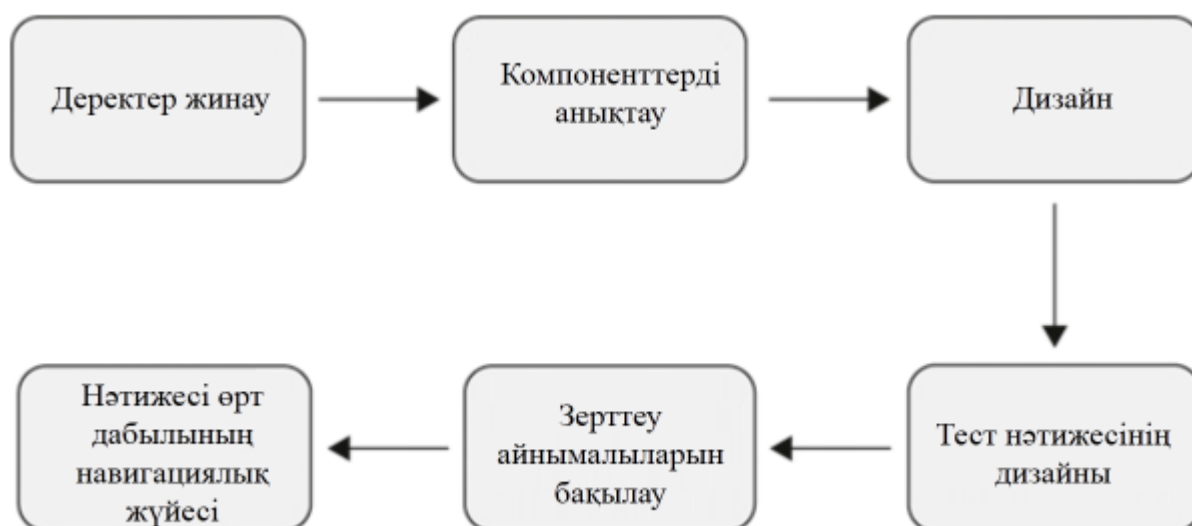 Деректер жинау
Компоненттерді
анықтау
Дизайн
Тест нәтижесінің
дизайны
Зерттеу
айнымалыларын
бақылау
Нәтижесі өрт
дабылының
навигациялық
жүйесі